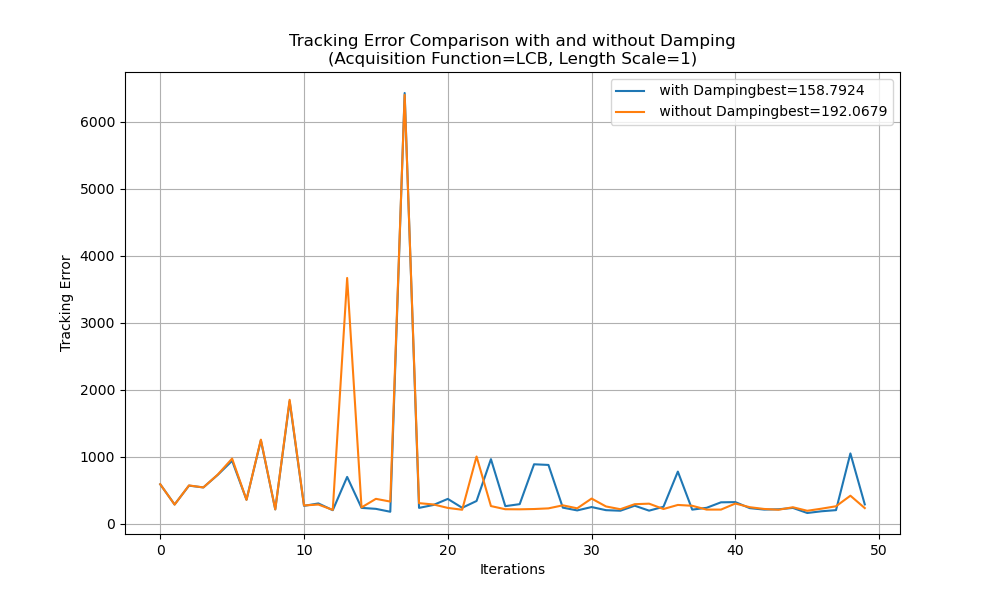 Tracking Error Comparison with and without Damping
(Acquisition Function=LCB, Length Scale=1)
with Dampingbest=158.7924
without Dampingbest=192.0679
6000
5000
4000
3000
2000
1000
0
Tracking Error
0 10 20 30 40 50
Iterations